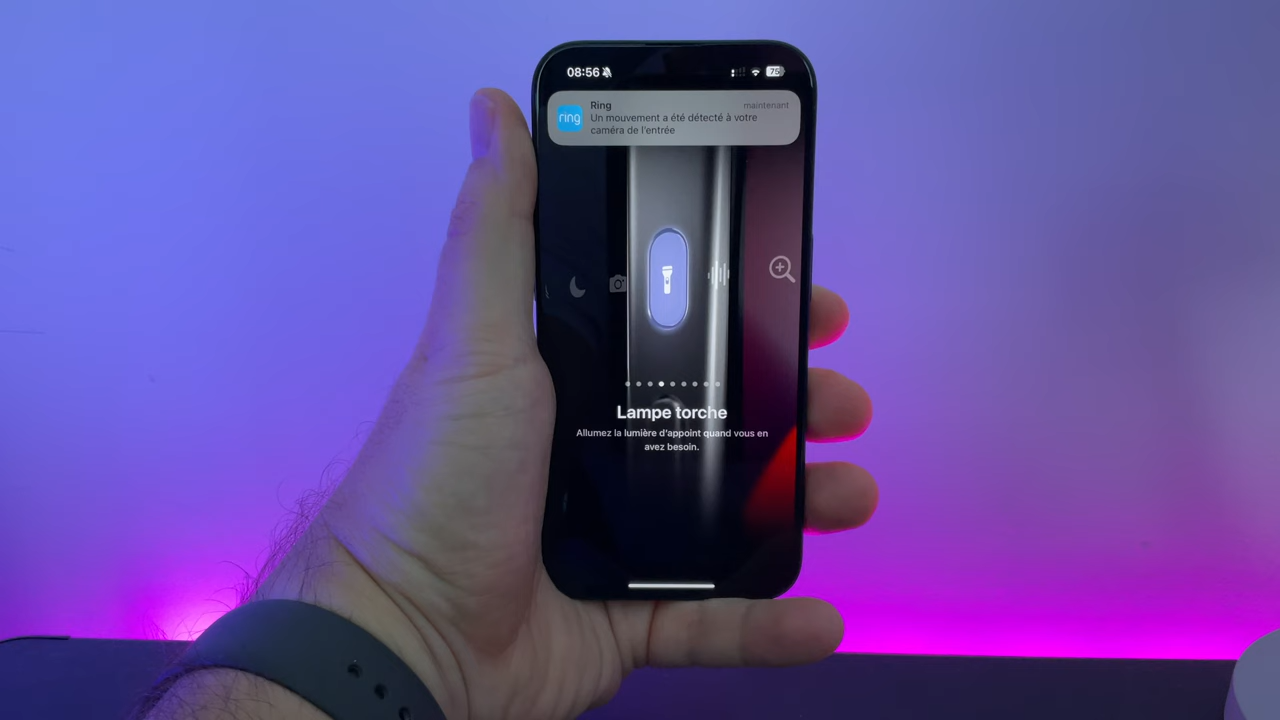 08:56
75
Ring
maintenant
ring
Un mouvement a été détecté à votre
caméra de l'entrée
Lampe torche
Allumez la lumière d'appoint quand vous en
avez besoin.